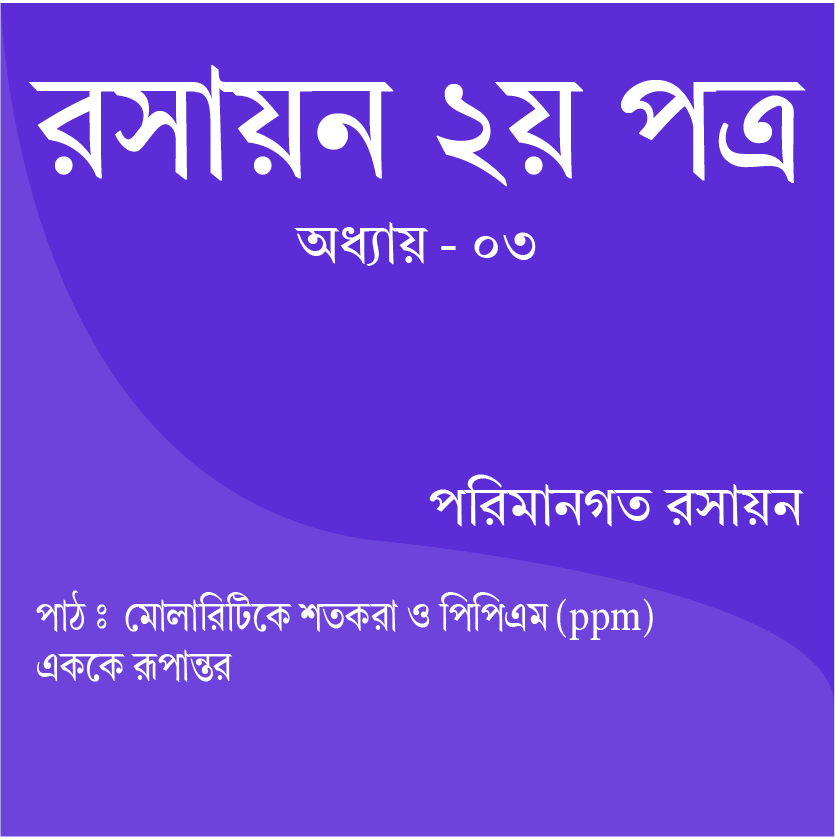 রসায়ন ২য় পত্র
অধ্যায় - ০৩
পরিমানগত রসায়ন
পাঠ ঃ মোলারিটিকে শতকরা ও পিপিএম (ppm)
এককে রূপান্তর